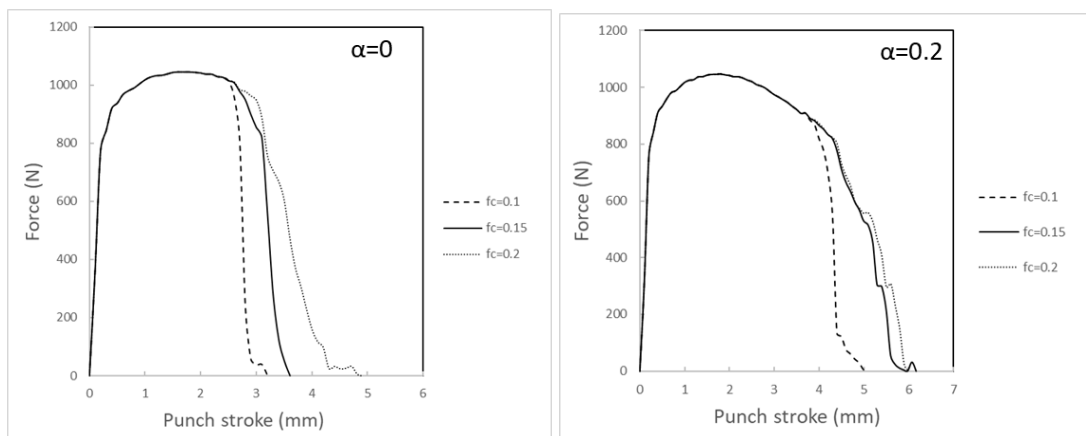 α=0
1200
1000
800
600
400
200
0
Force (N)
0 1 2 3 4 5 6
Punch stroke (mm)
fc=0.1
fc=0.15
fc=0.2
α=0.2
1200
1000
800
600
400
200
0
Force (N)
0 1 2 3 4 5 6 7
Punch stroke (mm)
fc=0.1
fc=0.15
fc=0.2